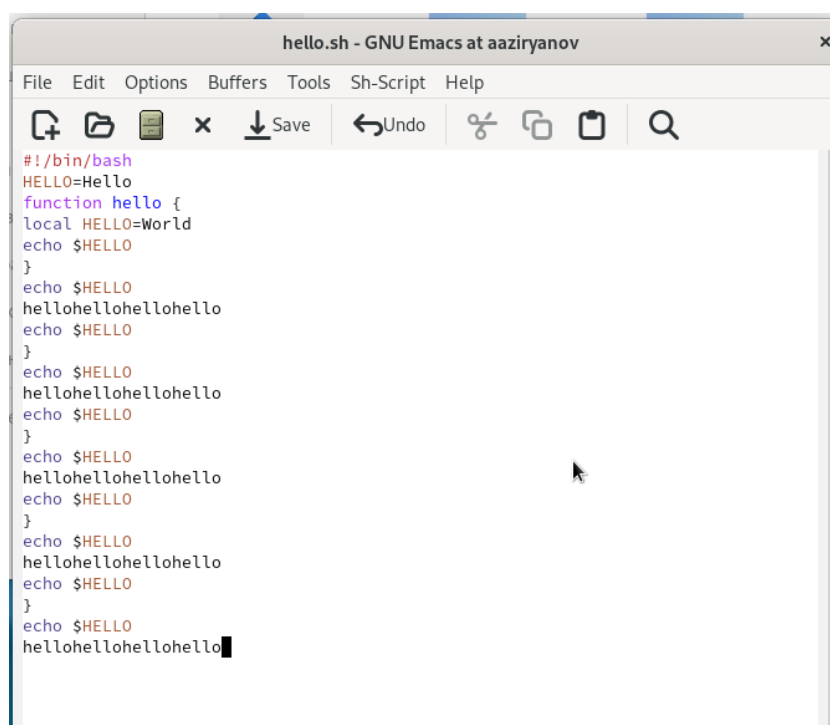 hello.sh - GNU Emacs at aaziryanov
File Edit Options Buffers Tools Sh-Script Help
Save Undo
#!/bin/bash
HELLO=Hello
function hello {
local HELLO=World
echo $HELLO
}
echo $HELLO
hellohellohellohello
echo $HELLO
}
echo $HELLO
hellohellohellohello
echo $HELLO
}
echo $HELLO
hellohellohellohello
echo $HELLO
}
echo $HELLO
hellohellohellohello
echo $HELLO
}
echo $HELLO
hellohellohellohello